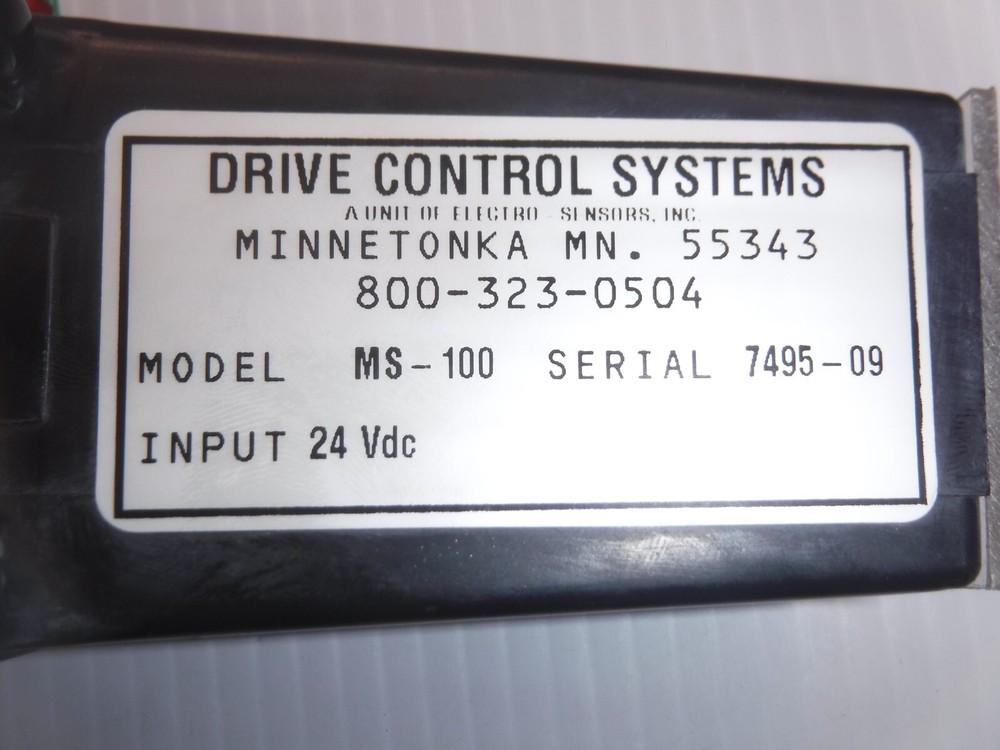 DRIVE CONTROL SYSTEMS
A UNIT OF ELECTRO - SENSORS, INC.
MINNETONKA MN. 55343
800-323-0504
MODEL MS-100 SERIAL 7495-09
INPUT 24 Vdc